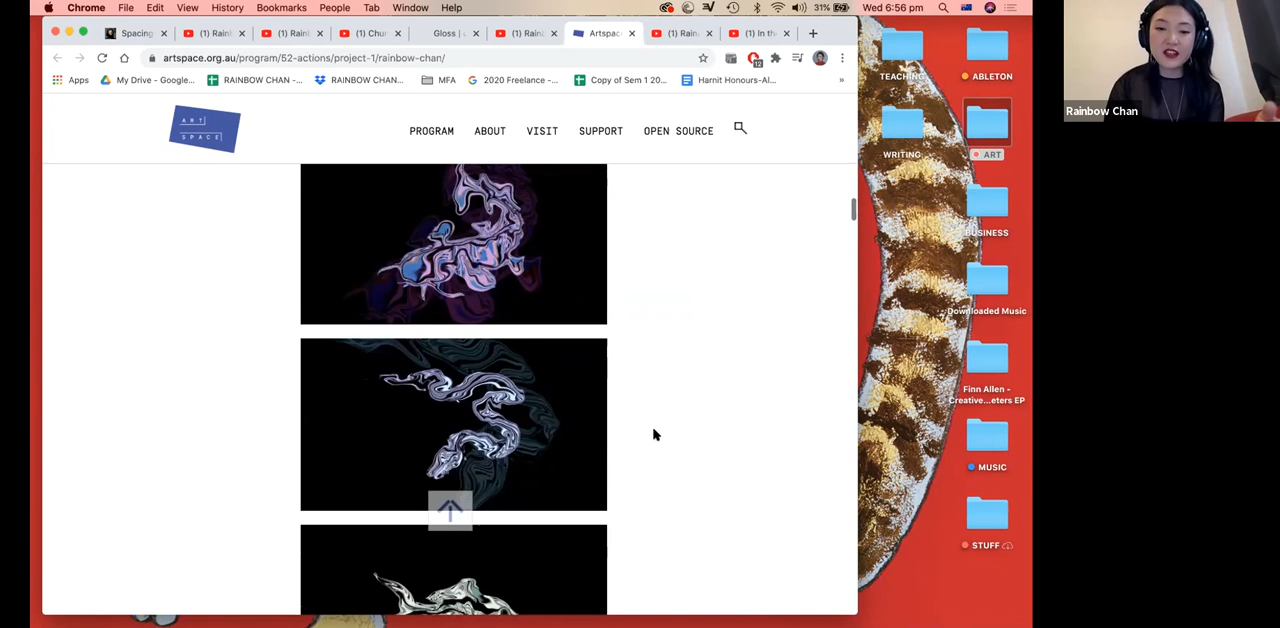 Chrome File Edit View History Bookmarks People Tab Window Help 31% Wed 6:56 pm
Spacing (1) Rain (1) Rain (1) Chu Gloss | (1) Rain Artspac (1) Rain (1) In th
artspace.org.au/program/52-actions/project-1/rainbow-chan/
12
Apps My Drive - Google... RAINBOW CHAN -... RAINBOW CHAN... MFA 2020 Freelance -... Copy of Sem 1 20... Harnit Honours-Al... »
ART
SPACE
PROGRAM ABOUT VISIT SUPPORT OPEN SOURCE
TEACHING
ABLETON
WRITING
ART
BUSINESS
Downloaded Music
Finn Allen -
Creative...eters EP
MUSIC
STUFF
Rainbow Chan